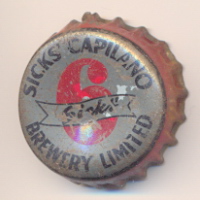 SICKS' CAPILANO
6
Sicks'
BREWERY LIMITED